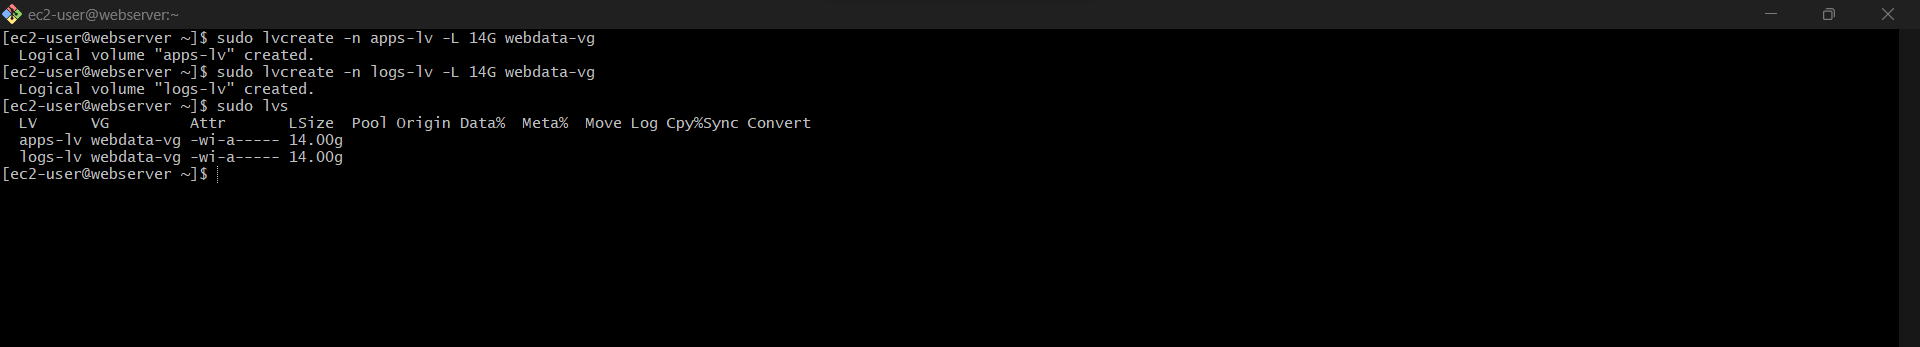 ec2-user@webserver:~
[ec2-user@webserver ~]$ sudo lvcreate -n apps-lv -L 14G webdata-vg
  Logical volume "apps-lv" created.
[ec2-user@webserver ~]$ sudo lvcreate -n logs-lv -L 14G webdata-vg
  Logical volume "logs-lv" created.
[ec2-user@webserver ~]$ sudo lvs
  LV      VG         Attr       LSize  Pool Origin Data%  Meta%  Move Log Cpy%Sync Convert
  apps-lv webdata-vg -wi-a----- 14.00g
  logs-lv webdata-vg -wi-a----- 14.00g
[ec2-user@webserver ~]$